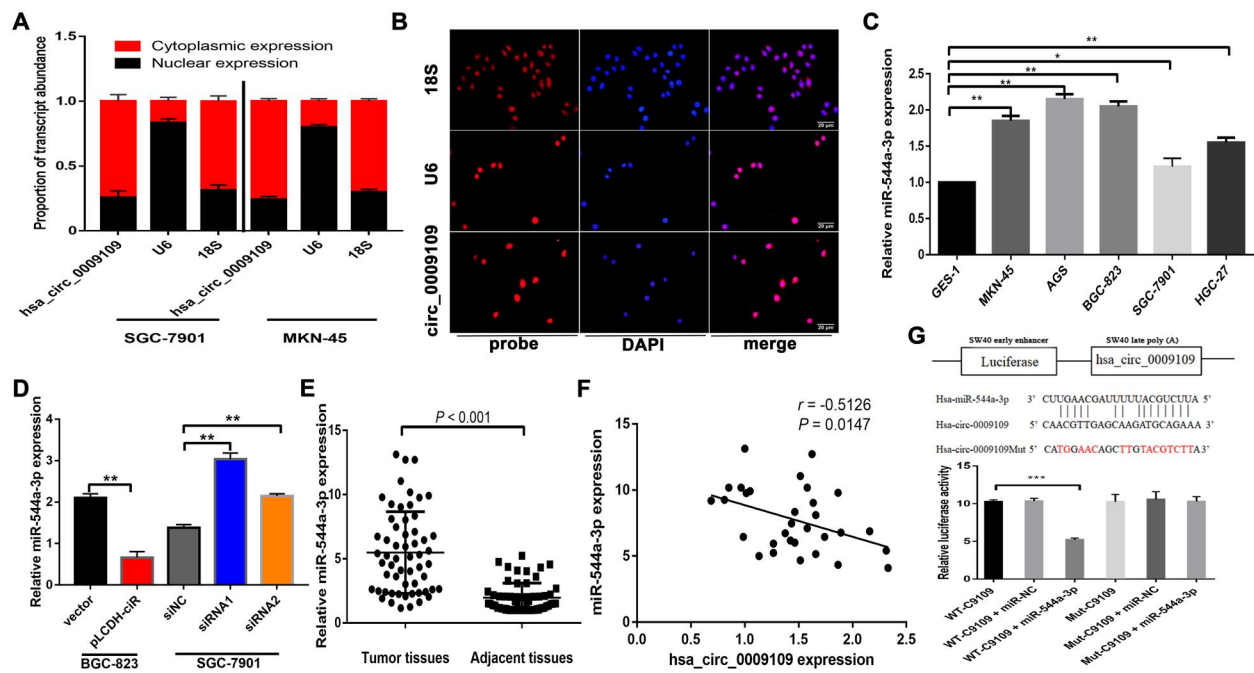 A
Proportion of transcript abundance
1.5
1.0
0.5
0.0
Cytoplasmic expression
Nuclear expression
hsa_circ_0009109
U6
18S
hsa_circ_0009109
U6
18S
SGC-7901
MKN-45
B
18S
U6
circ_0009109
20 μm
20 μm
20 μm
probe
DAPI
merge
C
Relative miR-544a-3p expression
2.5
2.0
1.5
1.0
0.5
0.0
**
*
**
**
**
GES-1
MKN-45
AGS
BGC-823
SGC-7901
HGC-27
D
Relative miR-544a-3p expression
4
3
2
1
0
**
**
**
vector
pLCDH-ciR
siNC
siRNA1
siRNA2
BGC-823
SGC-7901
E
Relative miR-544a-3p expression
15
10
5
0
P < 0.001
Tumor tissues
Adjacent tissues
F
miR-544a-3p expression
15
10
5
0
r = -0.5126
P = 0.0147
0.0
0.5
1.0
1.5
2.0
2.5
hsa_circ_0009109 expression
G
SW40 early enhancer
SW40 late poly (A)
Luciferase
hsa_circ_0009109
Hsa-miR-544a-3p 3' CUUGAACGAUUUUUACGUCUUA 5'
Hsa-circ-0009109 5' CAACGTTGAGCAAGATGCAGAAA 3'
Hsa-circ-0009109Mut 5' CATGGAACAGCTTGTACGTCTTA3'
Relative luciferase activity
15
10
5
0
***
WT-C9109
WT-C9109 + miR-NC
WT-C9109 + miR-544a-3p
Mut-C9109
Mut-C9109 + miR-NC
Mut-C9109 + miR-544a-3p